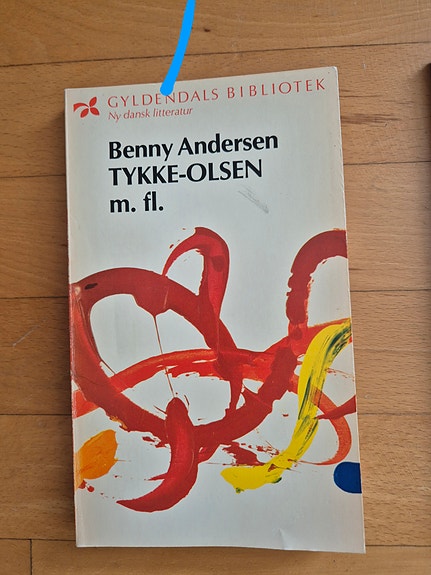 GYLDENDALS BIBLIOTEK
Ny dansk litteratur
Benny Andersen
TYKKE-OLSEN
m. fl.